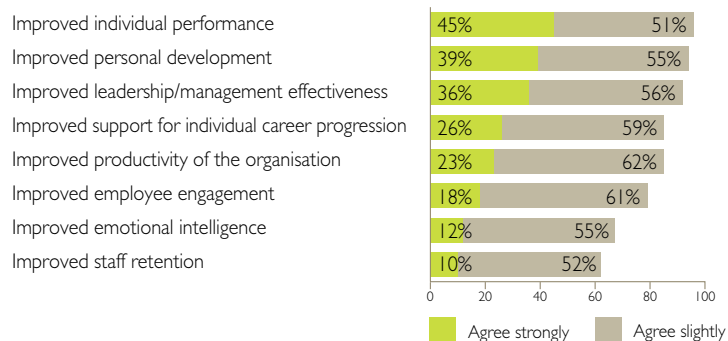 Improved individual performance 45% 51%
Improved personal development 39% 55%
Improved leadership/management effectiveness 36% 56%
Improved support for individual career progression 26% 59%
Improved productivity of the organisation 23% 62%
Improved employee engagement 18% 61%
Improved emotional intelligence 12% 55%
Improved staff retention 10% 52%
0 20 40 60 80 100
Agree strongly Agree slightly